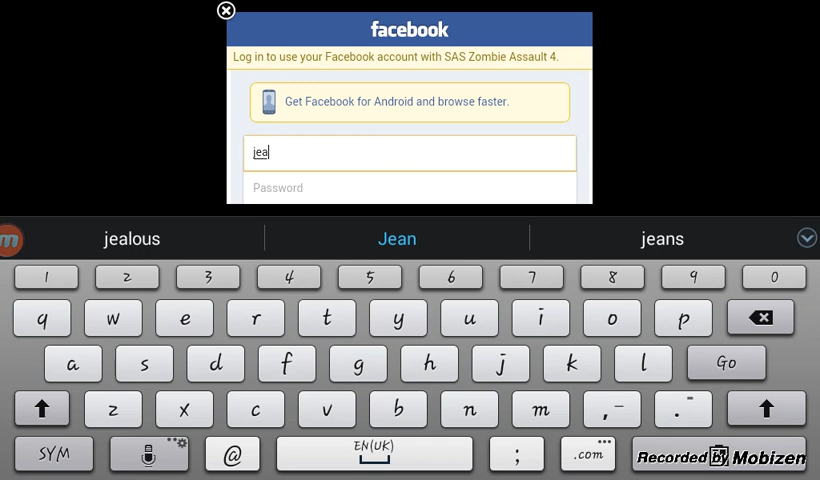 facebook
Log in to use your Facebook account with SAS Zombie Assault 4.
Get Facebook for Android and browse faster.
jea
Password
m
jealous Jean jeans
1 2 3 4 5 6 7 8 9 0
q w e r t y u i o p
a s d f g h j k l Go
z x c v b n m , - . -
SYM @ EN(UK) ; .com
Recorded by Mobizen